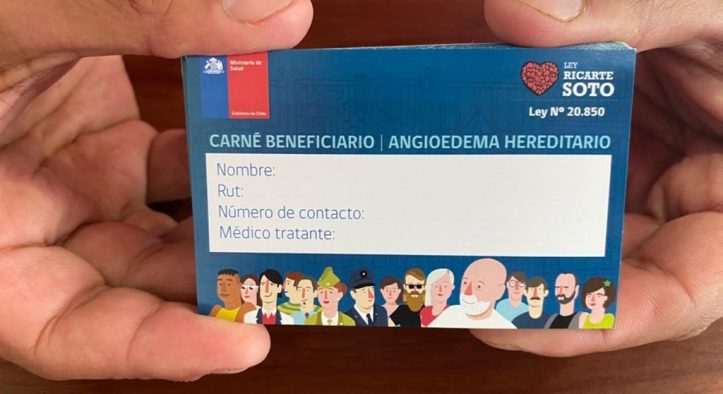 Ministerio de
Salud
Gobierno de Chile
LEY
RICARTE
SOTO
Ley Nº 20.850
CARNÉ BENEFICIARIO | ANGIOEDEMA HEREDITARIO
Nombre:
Rut:
Número de contacto:
Médico tratante: